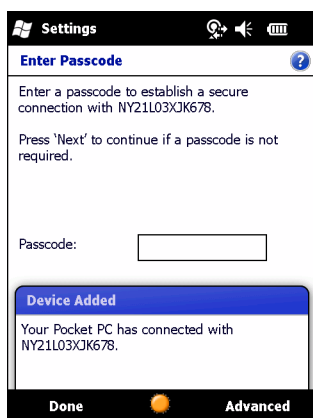 Settings
Enter Passcode
Enter a passcode to establish a secure
connection with NY21L03XJK678.
Press ‘Next’ to continue if a passcode is not
required.
Passcode:
Device Added
Your Pocket PC has connected with
NY21L03XJK678.
Done
Advanced